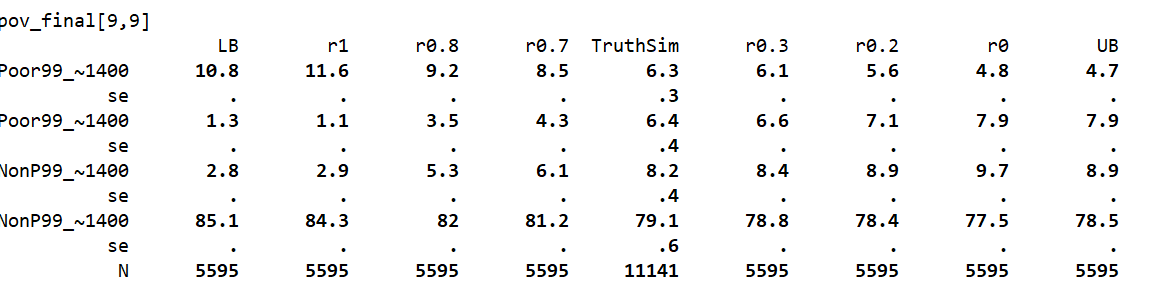 pov_final[9,9]
LB r1 r0.8 r0.7 TruthSim r0.3 r0.2 r0 UB
Poor99_~1400 10.8 11.6 9.2 8.5 6.3 6.1 5.6 4.8 4.7
se . . . . .3 . . . .
Poor99_~1400 1.3 1.1 3.5 4.3 6.4 6.6 7.1 7.9 7.9
se . . . . .4 . . . .
NonP99_~1400 2.8 2.9 5.3 6.1 8.2 8.4 8.9 9.7 8.9
se . . . . .4 . . . .
NonP99_~1400 85.1 84.3 82 81.2 79.1 78.8 78.4 77.5 78.5
se . . . . .6 . . . .
N 5595 5595 5595 5595 11141 5595 5595 5595 5595